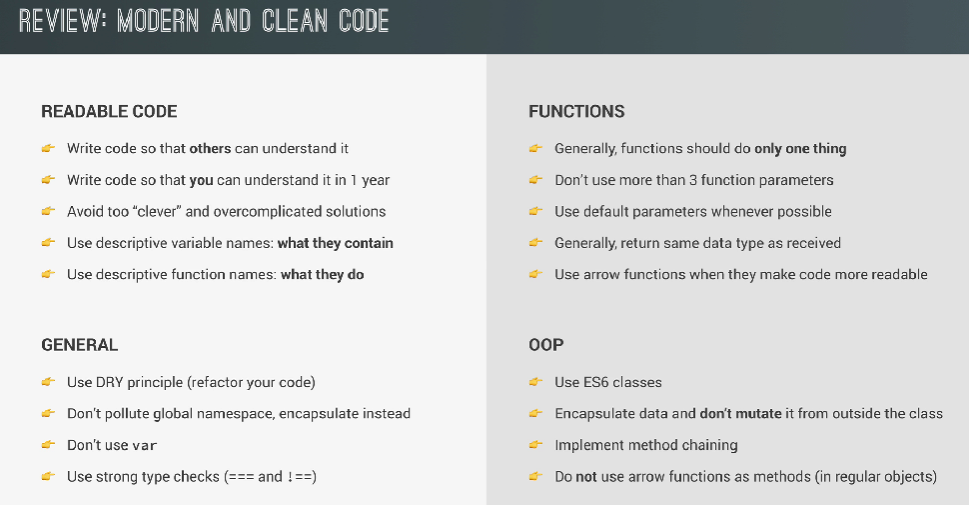 REVIEW: MODERN AND CLEAN CODE
READABLE CODE
Write code so that others can understand it
Write code so that you can understand it in 1 year
Avoid too “clever” and overcomplicated solutions
Use descriptive variable names: what they contain
Use descriptive function names: what they do
GENERAL
Use DRY principle (refactor your code)
Don’t pollute global namespace, encapsulate instead
Don’t use var
Use strong type checks (=== and !==)
FUNCTIONS
Generally, functions should do only one thing
Don’t use more than 3 function parameters
Use default parameters whenever possible
Generally, return same data type as received
Use arrow functions when they make code more readable
OOP
Use ES6 classes
Encapsulate data and don’t mutate it from outside the class
Implement method chaining
Do not use arrow functions as methods (in regular objects)